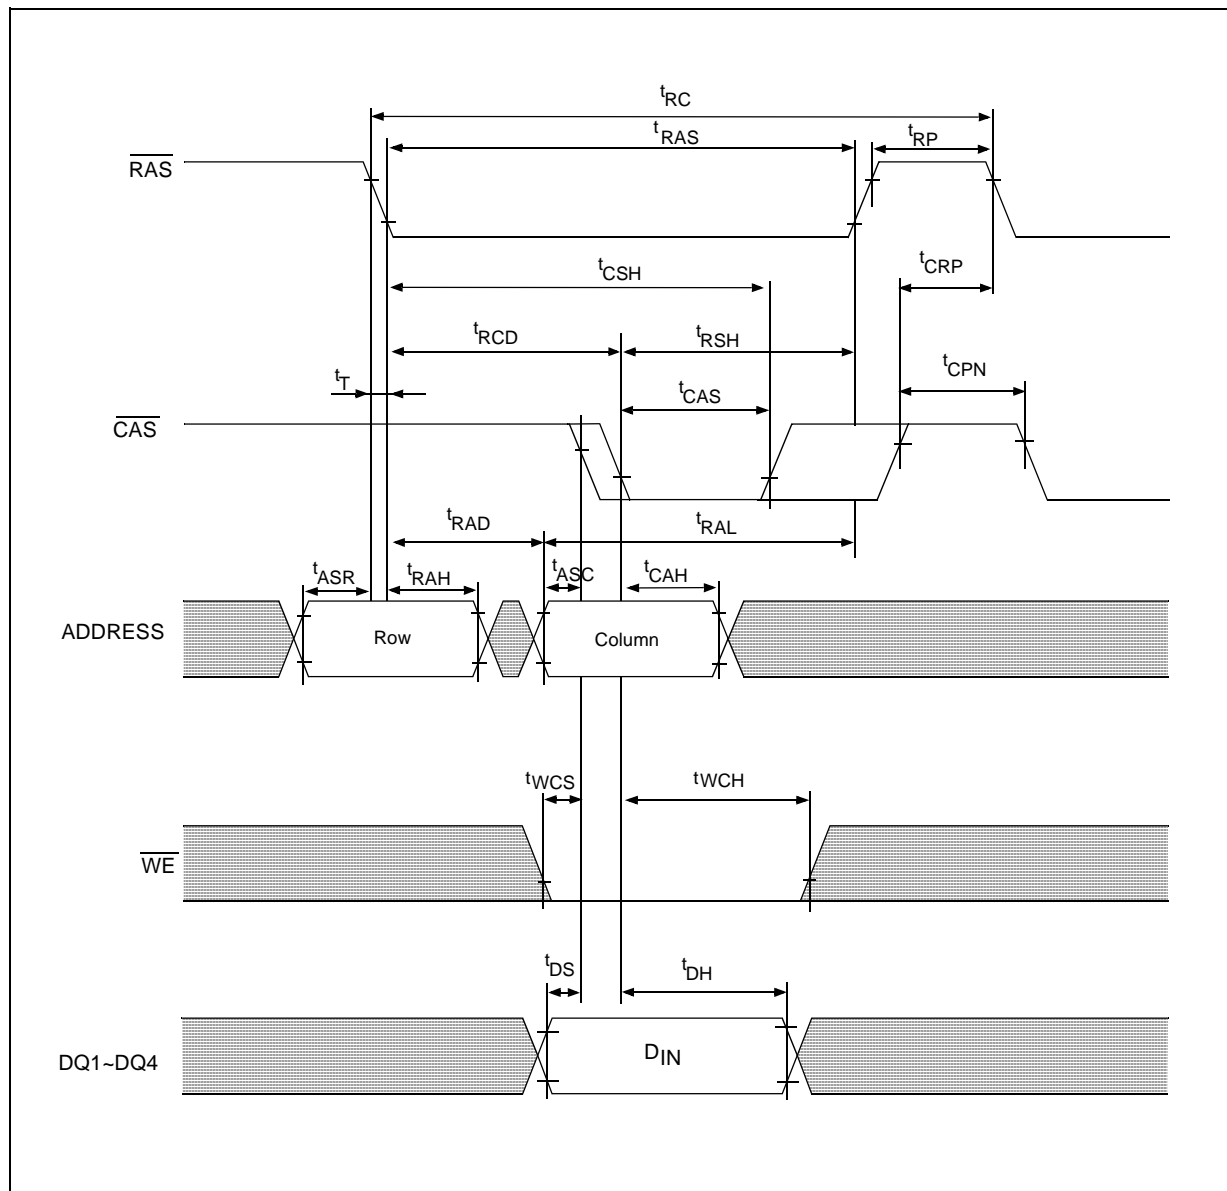 tRC
tRAS
tRP
RAS
tCSH
tCRP
tRCD
tRSH
tCPN
tT
tCAS
CAS
tRAD
tRAL
tASR
tRAH
tASC
tCAH
ADDRESS
Row
Column
tWCS
tWCH
WE
tDS
tDH
DQ1~DQ4
DIN